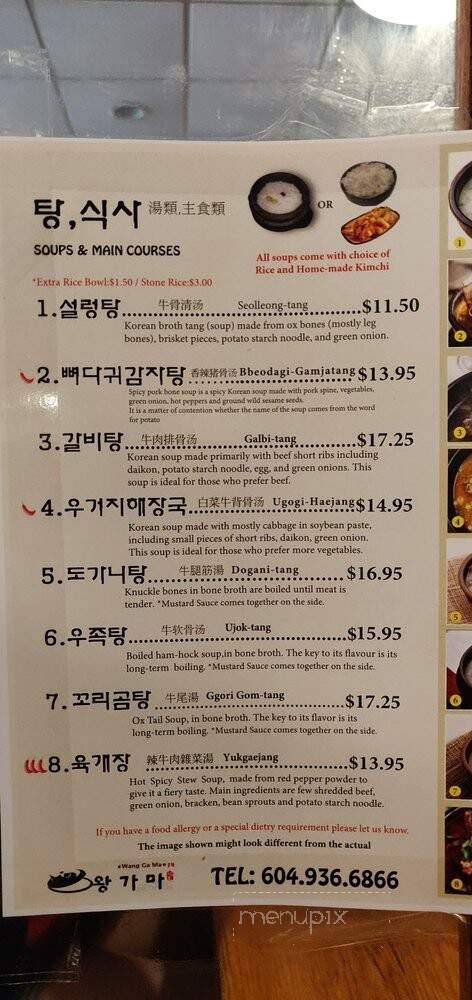 탕,식사 湯類,主食類
OR
SOUPS & MAIN COURSES
All soups come with choice of
Rice and Home-made Kimchi
*Extra Rice Bowl:$1.50 / Stone Rice:$3.00
1.설렁탕 牛骨清汤 Seolleong-tang $11.50
Korean broth tang (soup) made from ox bones (mostly leg
bones), brisket pieces, potato starch noodle, and green onion.
2.뼈다귀감자탕 香辣猪骨汤 Bbeodagi-Gamjatang $13.95
Spicy pork bone soup is a spicy Korean soup made with pork spine, vegetables,
green onion, hot peppers and ground wild sesame seeds.
It is a matter of contention whether the name of the soup comes from the word
for potato
3.갈비탕 牛肉排骨汤 Galbi-tang $17.25
Korean soup made primarily with beef short ribs including
daikon, potato starch noodle, egg, and green onions. This
soup is ideal for those who prefer beef.
4.우거지해장국 白菜牛背骨汤 Ugogi-Haejang $14.95
Korean soup made with mostly cabbage in soybean paste,
including small pieces of short ribs, daikon, green onion.
This soup is ideal for those who prefer more vegetables.
5.도가니탕 牛腿筋湯 Dogani-tang $16.95
Knuckle bones in bone broth are boiled until meat is
tender. *Mustard Sauce comes together on the side.
6.우족탕 牛软骨汤 Ujok-tang $15.95
Boiled ham-hock soup,in bone broth. The key to its flavour is its
long-term boiling. *Mustard Sauce comes together on the side.
7.꼬리곰탕 牛尾湯 Ggori Gom-tang $17.25
Ox Tail Soup, in bone broth. The key to its flavor is its
long-term boiling. *Mustard Sauce comes together on the side.
8.육개장 辣牛肉雜菜湯 Yukgaejang $13.95
Hot Spicy Stew Soup, made from red pepper powder to
give it a fiery taste. Main ingredients are few shredded beef,
green onion, bracken, bean sprouts and potato starch noodle.
If you have a food allergy or a special dietry requirement please let us know.
The image shown might look different from the actual
Wang Ga Ma
왕가마
TEL: 604.936.6866
menupix
1
2
3
4
5
6
7
8